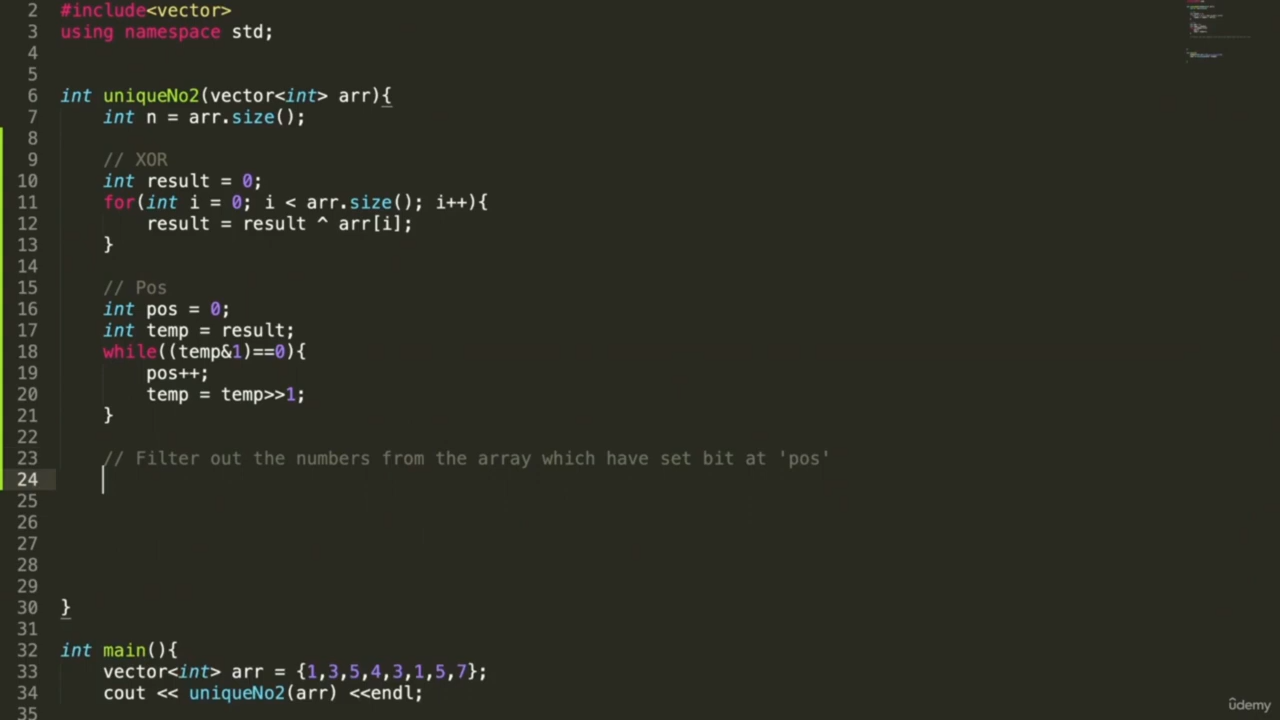 2 #include<vector>
3 using namespace std;
4
5
6 int uniqueNo2(vector<int> arr){
7     int n = arr.size();
8
9     // XOR
10     int result = 0;
11     for(int i = 0; i < arr.size(); i++){
12         result = result ^ arr[i];
13     }
14
15     // Pos
16     int pos = 0;
17     int temp = result;
18     while((temp&1)==0){
19         pos++;
20         temp = temp>>1;
21     }
22
23     // Filter out the numbers from the array which have set bit at 'pos'
24
25
26
27
28
29
30 }
31
32 int main(){
33     vector<int> arr = {1,3,5,4,3,1,5,7};
34     cout << uniqueNo2(arr) <<endl;
35
ûdemy